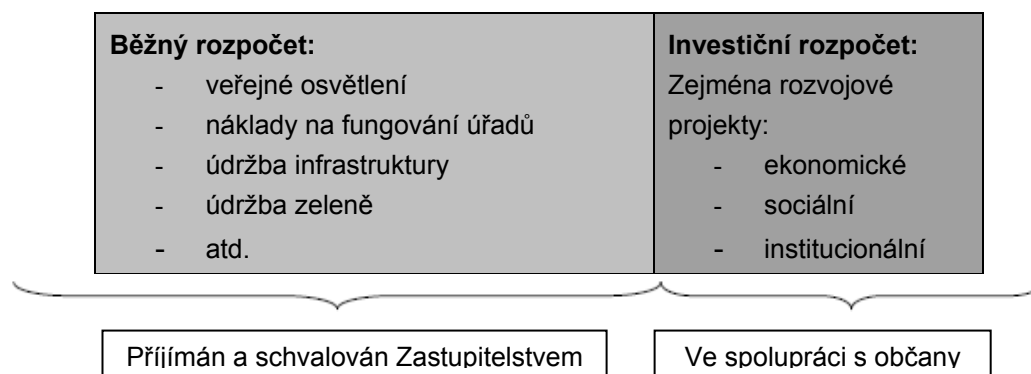 Běžný rozpočet:
- veřejné osvětlení
- náklady na fungování úřadů
- údržba infrastruktury
- údržba zeleně
- atd.
Investiční rozpočet:
Zejména rozvojové
projekty:
- ekonomické
- sociální
- institucionální
Příjímán a schvalován Zastupitelstvem
Ve spolupráci s občany